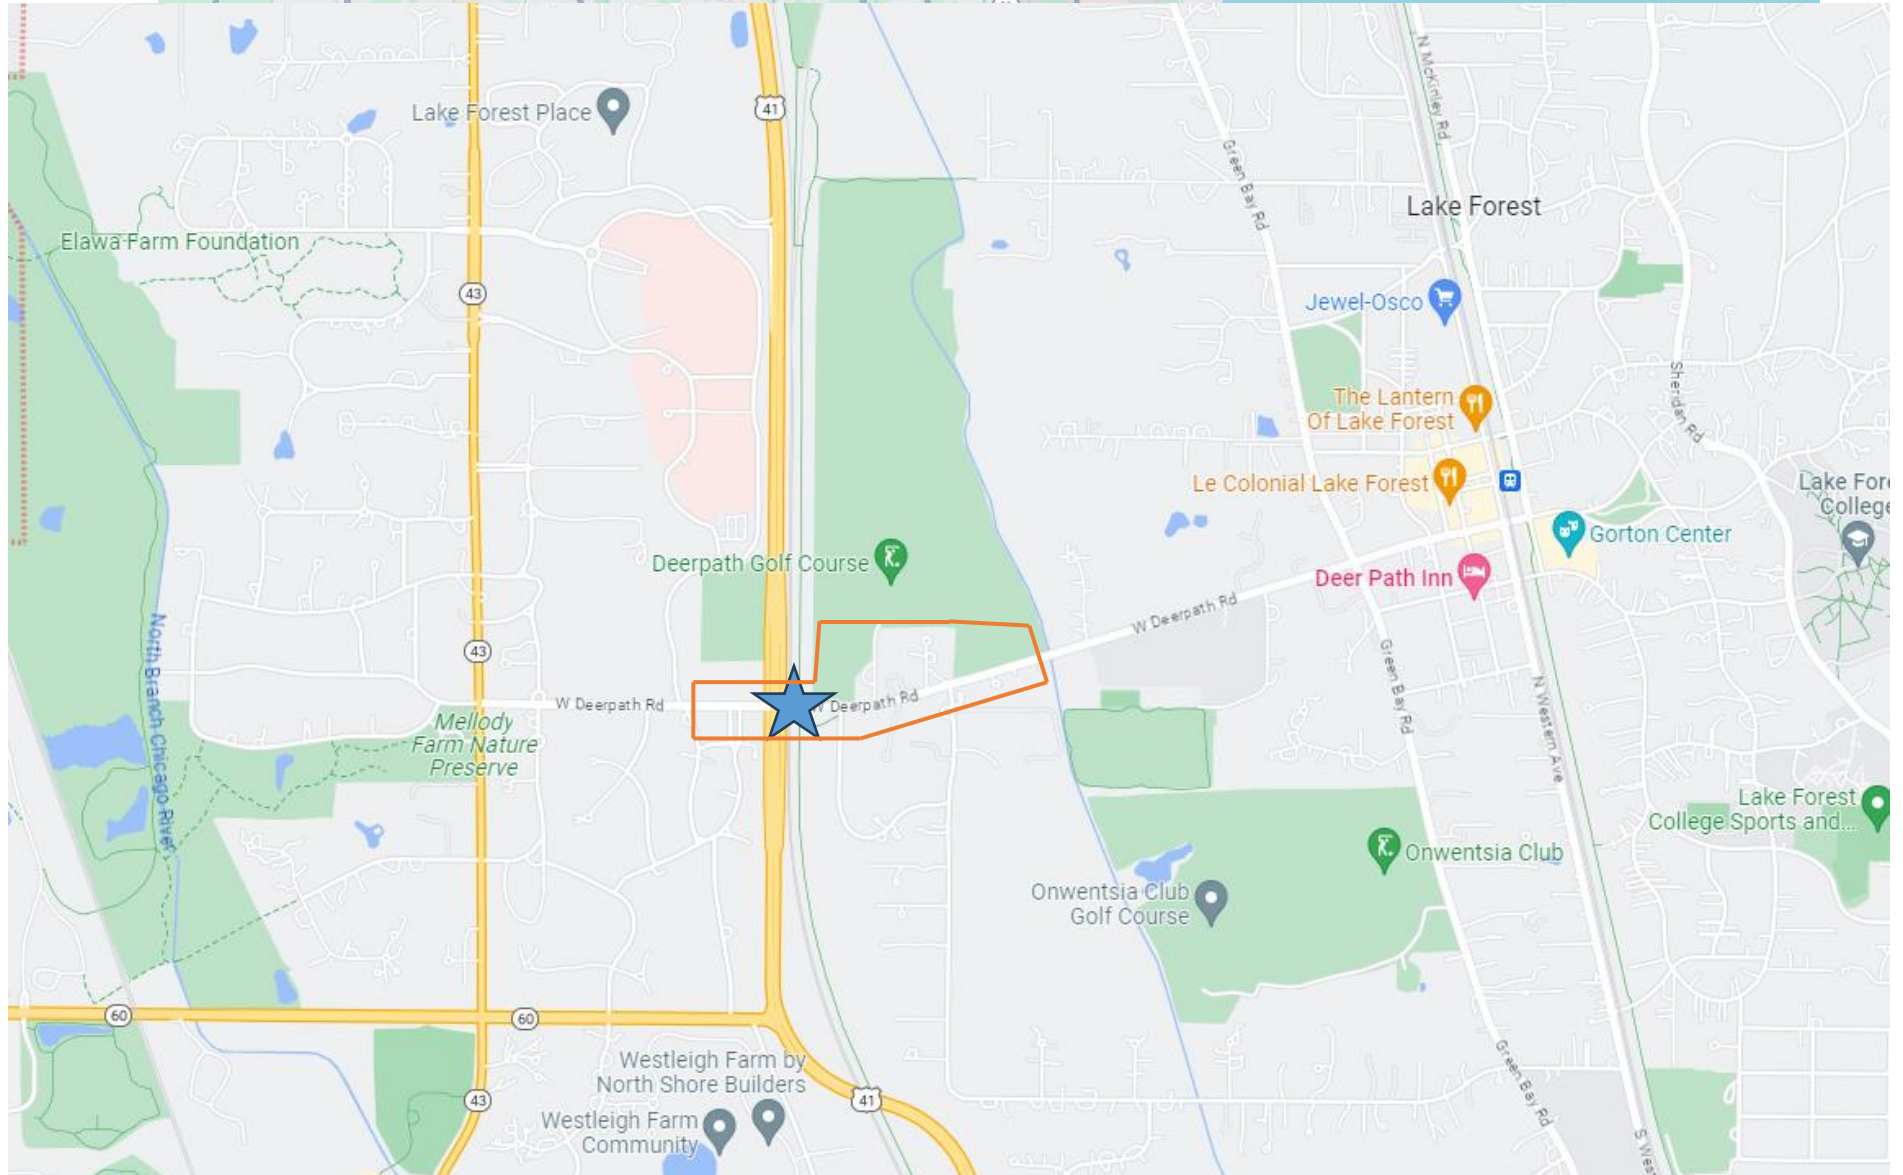 N McKinley Rd
41
Lake Forest Place
Green Bay Rd
Lake Forest
Elawa Farm Foundation
43
Jewel-Osco
Sheridan Rd
The Lantern
Of Lake Forest
Le Colonial Lake Forest
Lake Fore
College
Gorton Center
Deerpath Golf Course
Deer Path Inn
W Deerpath Rd
North Branch Chicago River
43
Green Bay Rd
W Deerpath Rd
W Deerpath Rd
N Western Ave
Mellody
Farm Nature
Preserve
Lake Forest
College Sports and...
Onwentsia Club
Onwentsia Club
Golf Course
60
60
Westleigh Farm by
North Shore Builders
Green Bay Rd
43
41
Westleigh Farm
Community
S Wes